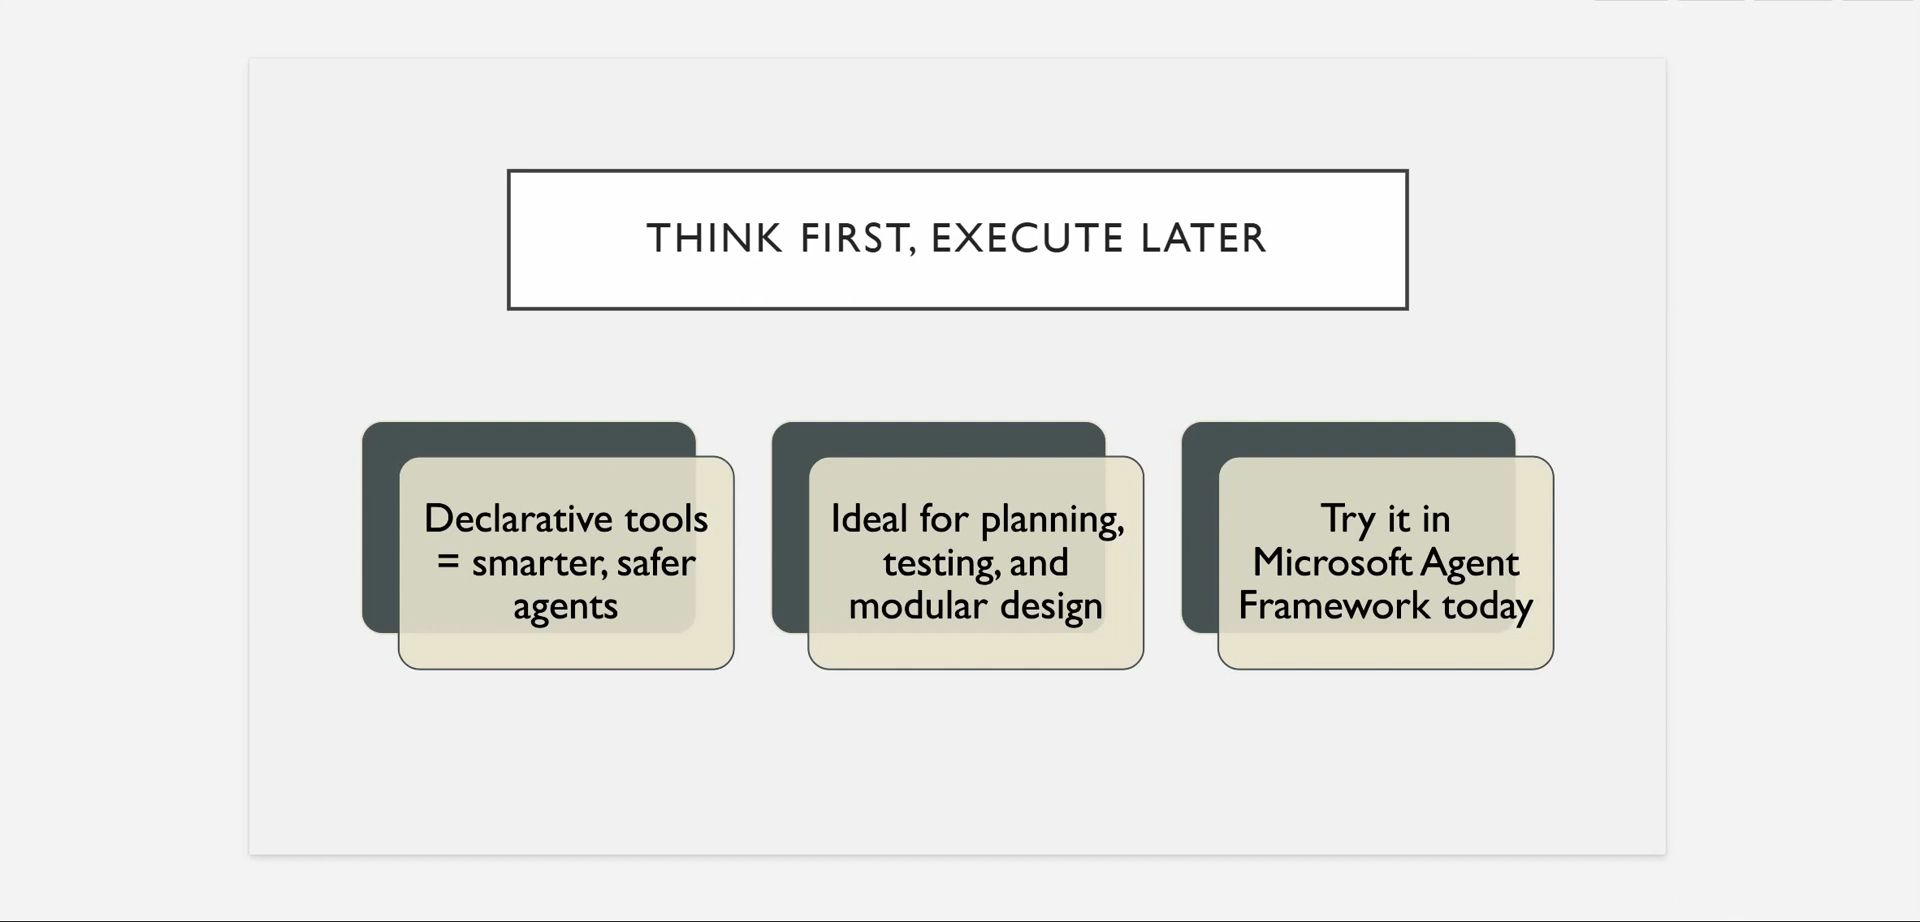 THINK FIRST, EXECUTE LATER
Declarative tools
= smarter, safer
agents
Ideal for planning,
testing, and
modular design
Try it in
Microsoft Agent
Framework today